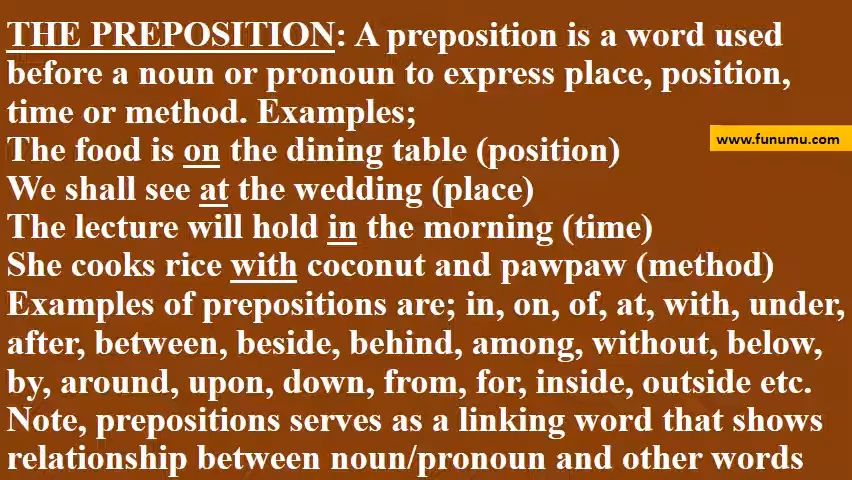 THE PREPOSITION: A preposition is a word used
before a noun or pronoun to express place, position,
time or method. Examples;
www.funumu.com
The food is on the dining table (position)
We shall see at the wedding (place)
The lecture will hold in the morning (time)
She cooks rice with coconut and pawpaw (method)
Examples of prepositions are; in, on, of, at, with, under,
after, between, beside, behind, among, without, below,
by, around, upon, down, from, for, inside, outside etc.
Note, prepositions serves as a linking word that shows
relationship between noun/pronoun and other words